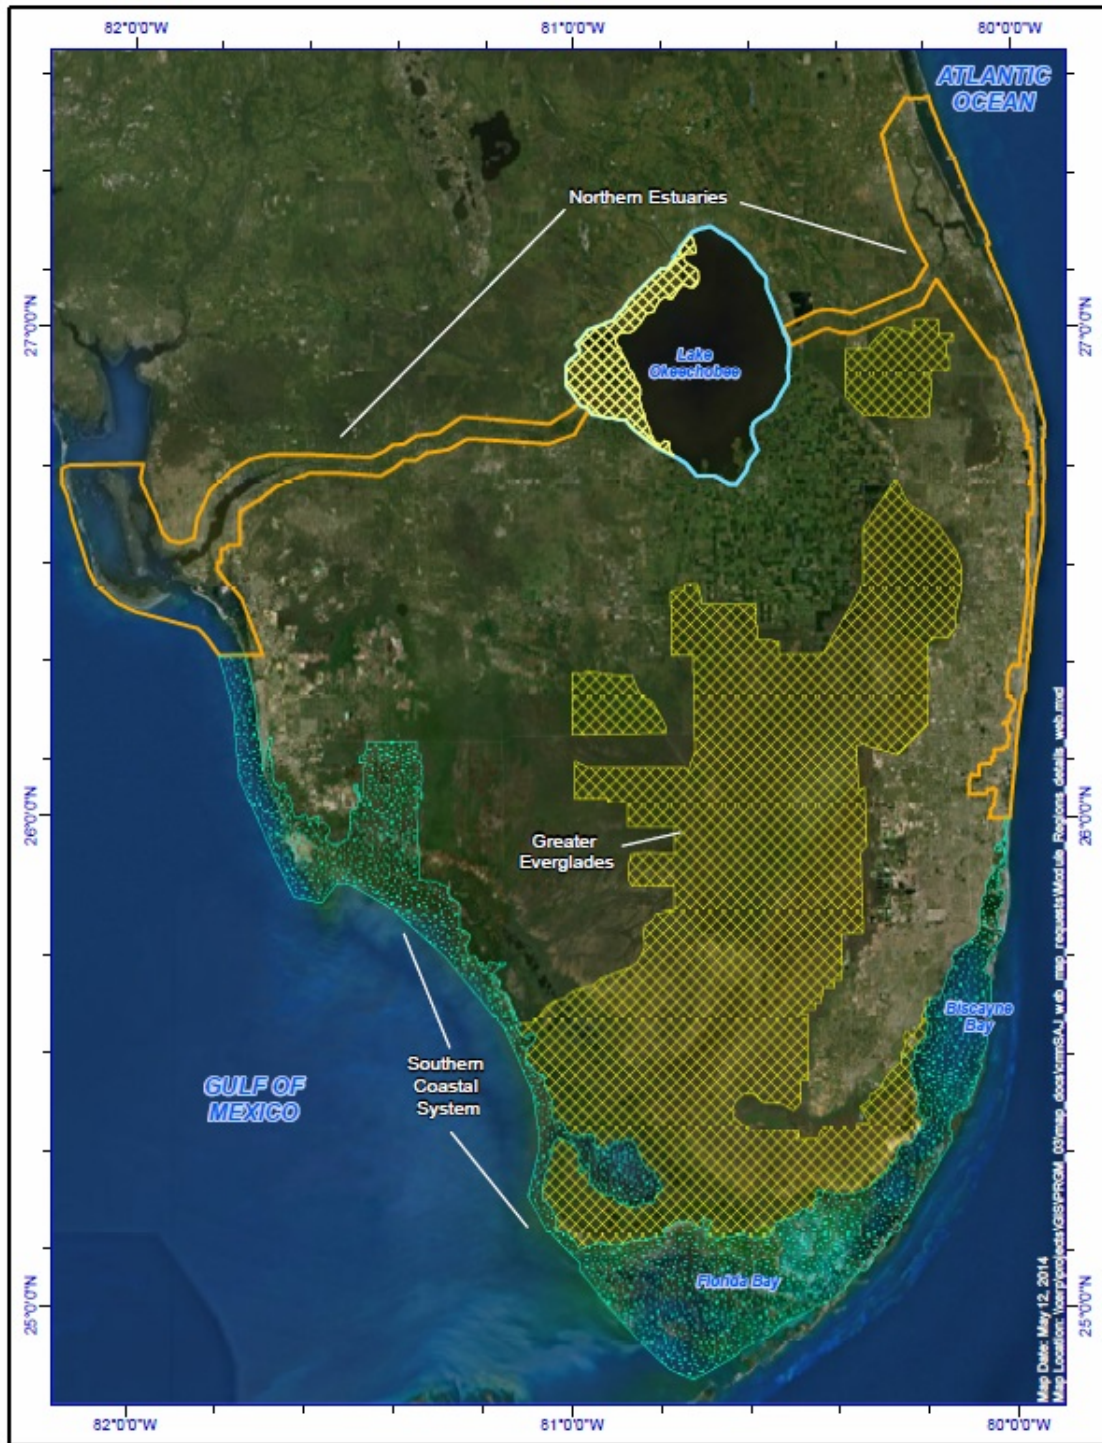 82°0'0"W 81°0'0"W 80°0'0"W
ATLANTIC
OCEAN
Northern Estuaries
27°0'0"N
27°0'0"N
Lake
Okeechobee
26°0'0"N
26°0'0"N
Greater
Everglades
Biscayne
Bay
Southern
Coastal
System
GULF OF
MEXICO
Florida Bay
25°0'0"N
25°0'0"N
Map Date: May 12, 2014
Map Location:
82°0'0"W 81°0'0"W 80°0'0"W